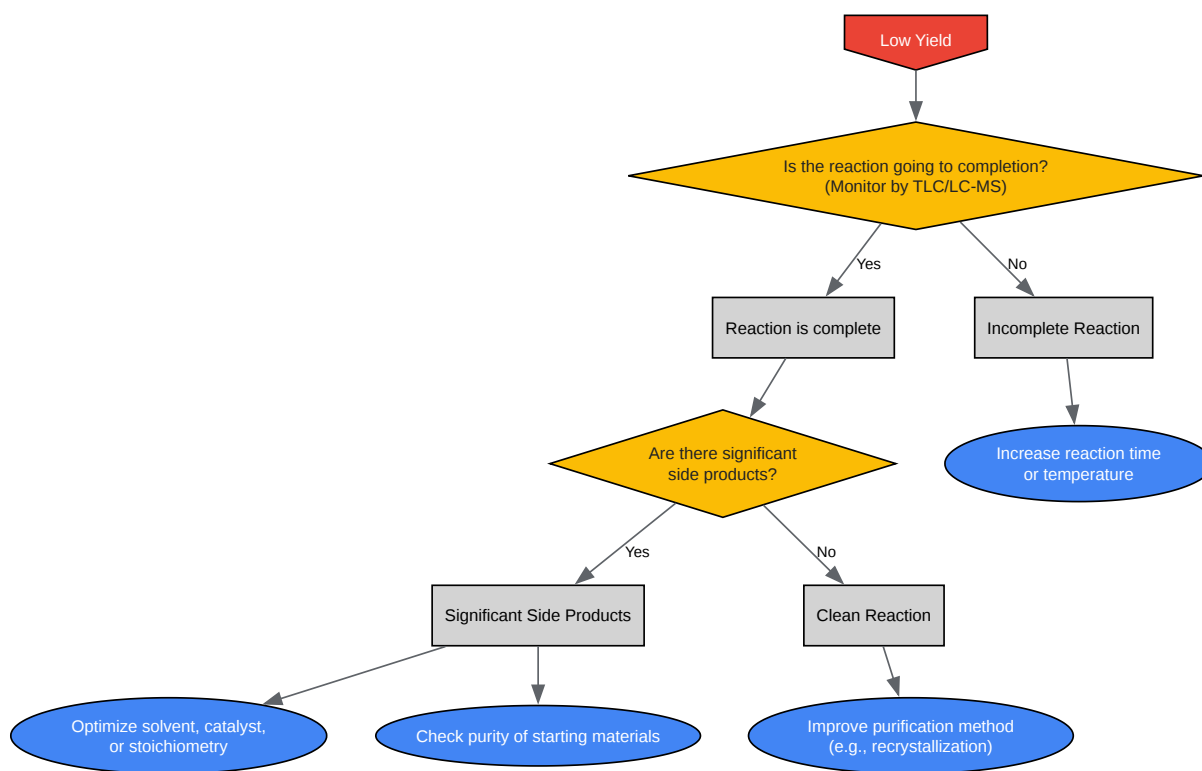 Low Yield
Is the reaction going to completion?
(Monitor by TLC/LC-MS)
Yes
No
Reaction is complete
Incomplete Reaction
Are there significant
side products?
Increase reaction time
or temperature
Yes
No
Significant Side Products
Clean Reaction
Optimize solvent, catalyst,
or stoichiometry
Check purity of starting materials
Improve purification method
(e.g., recrystallization)